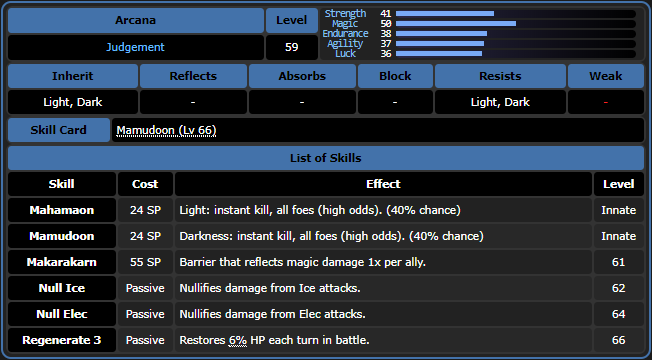 Arcana Level
Judgement 59
Strength 41
Magic 50
Endurance 38
Agility 37
Luck 36
Inherit Reflects Absorbs Block Resists Weak
Light, Dark - - - Light, Dark -
Skill Card Mamudoon (Lv 66)
List of Skills
Skill Cost Effect Level
Mahamaon 24 SP Light: instant kill, all foes (high odds). (40% chance) Innate
Mamudoon 24 SP Darkness: instant kill, all foes (high odds). (40% chance) Innate
Makarakarn 55 SP Barrier that reflects magic damage 1x per ally. 61
Null Ice Passive Nullifies damage from Ice attacks. 62
Null Elec Passive Nullifies damage from Elec attacks. 64
Regenerate 3 Passive Restores 6% HP each turn in battle. 66